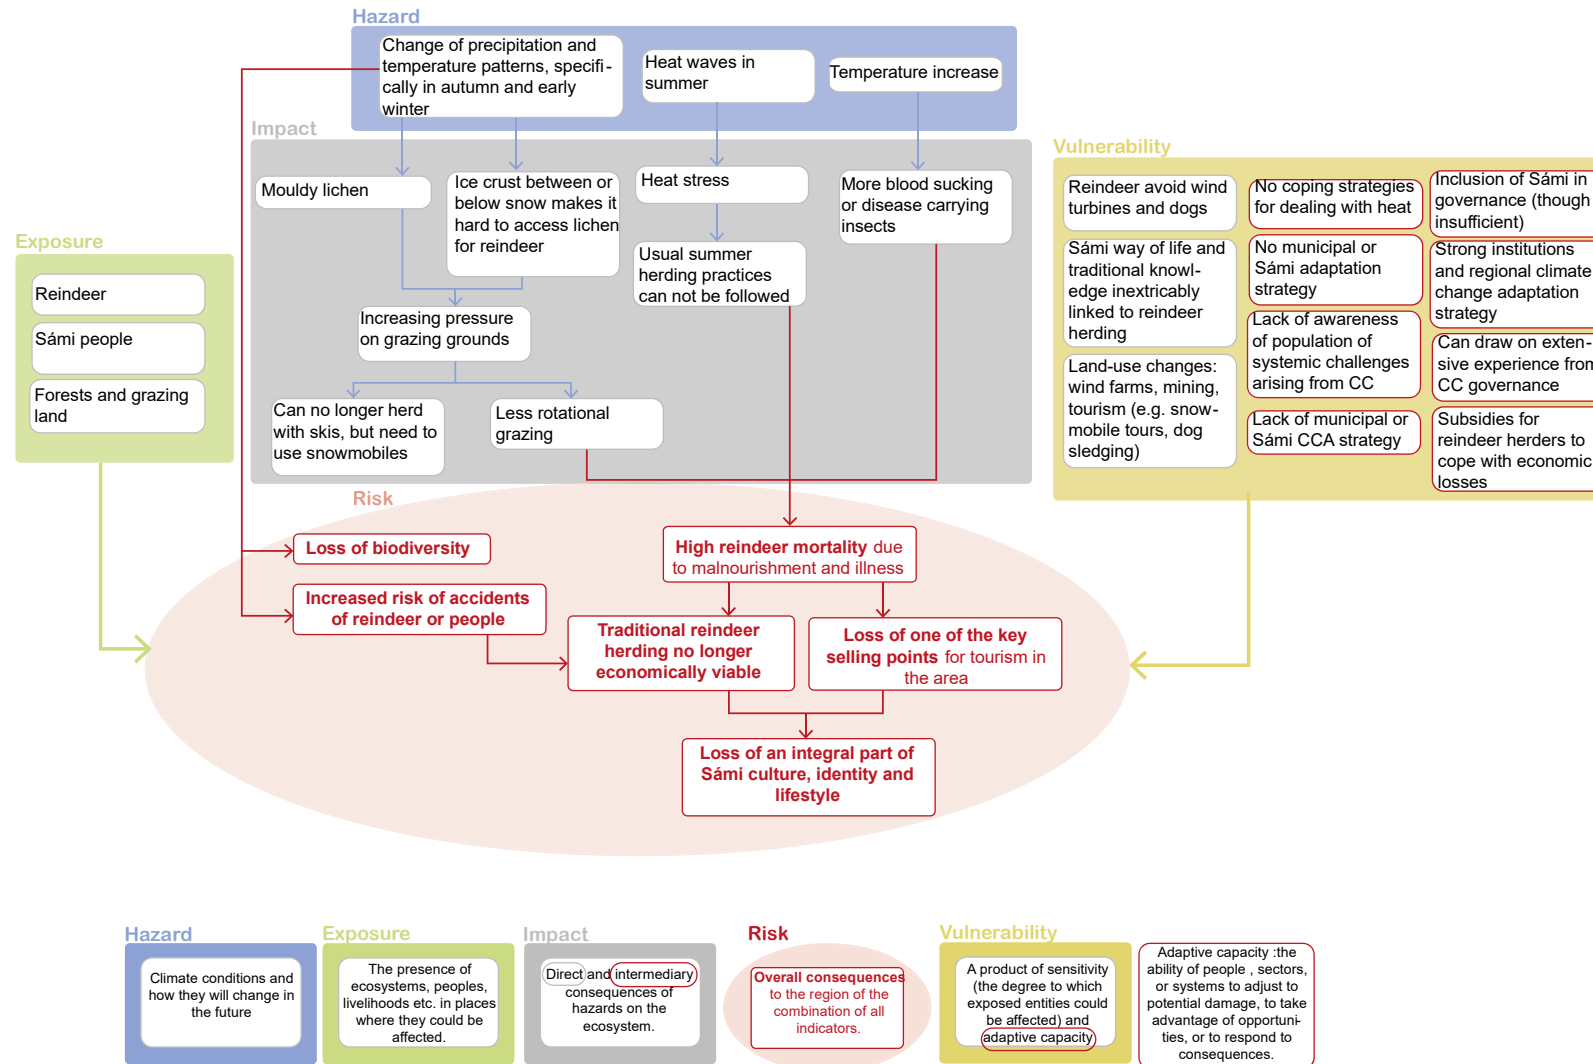 Hazard
Change of precipitation and
temperature patterns, specifi-
cally in autumn and early
winter
Heat waves in
summer
Temperature increase
Impact
Mouldy lichen
Ice crust between or
below snow makes it
hard to access lichen
for reindeer
Heat stress
More blood sucking
or disease carrying
insects
Usual summer
herding practices
can not be followed
Increasing pressure
on grazing grounds
Can no longer herd
with skis, but need to
use snowmobiles
Less rotational
grazing
Exposure
Reindeer
Sámi people
Forests and grazing
land
Vulnerability
Reindeer avoid wind
turbines and dogs
Sámi way of life and
traditional knowl-
edge inextricably
linked to reindeer
herding
Land-use changes:
wind farms, mining,
tourism (e.g. snow-
mobile tours, dog
sledging)
No coping strategies
for dealing with heat
No municipal or
Sámi adaptation
strategy
Lack of awareness
of population of
systemic challenges
arising from CC
Lack of municipal or
Sámi CCA strategy
Inclusion of Sámi in
governance (though
insufficient)
Strong institutions
and regional climate
change adaptation
strategy
Can draw on exten-
sive experience from
CC governance
Subsidies for
reindeer herders to
cope with economic
losses
Risk
Loss of biodiversity
Increased risk of accidents
of reindeer or people
High reindeer mortality due
to malnourishment and illness
Traditional reindeer
herding no longer
economically viable
Loss of one of the key
selling points for tourism in
the area
Loss of an integral part of
Sámi culture, identity and
lifestyle
Hazard
Climate conditions and
how they will change in
the future
Exposure
The presence of
ecosystems, peoples,
livelihoods etc. in places
where they could be
affected.
Impact
Direct and intermediary
consequences of
hazards on the
ecosystem.
Risk
Overall consequences
to the region of the
combination of all
indicators.
Vulnerability
A product of sensitivity
(the degree to which
exposed entities could
be affected) and
adaptive capacity
Adaptive capacity :the
ability of people , sectors,
or systems to adjust to
potential damage, to take
advantage of opportuni-
ties, or to respond to
consequences.